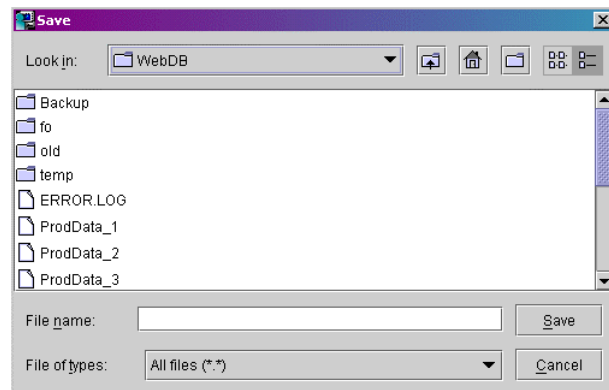 Save
Look in: WebDB
Backup
fo
old
temp
ERROR.LOG
ProdData_1
ProdData_2
ProdData_3
File name: Save
File of types: All files (*.*) Cancel